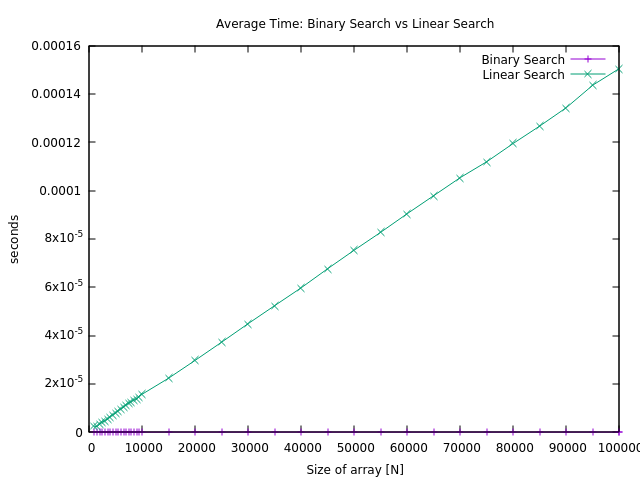 Average Time: Binary Search vs Linear Search
0.00016
Binary Search
Linear Search
0.00014
0.00012
0.0001
8x10⁻⁵
6x10⁻⁵
4x10⁻⁵
2x10⁻⁵
0
seconds
0 10000 20000 30000 40000 50000 60000 70000 80000 90000 100000
Size of array [N]